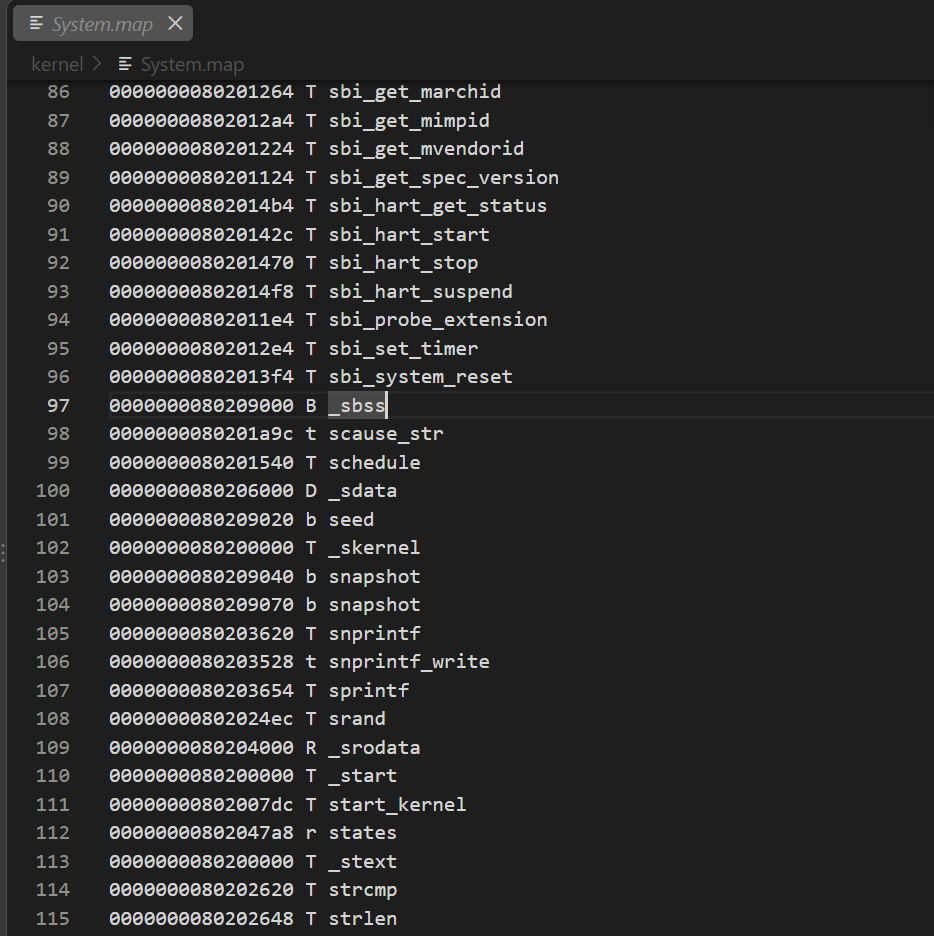 System.map
kernel > System.map
86 0000000080201264 T sbi_get_marchid
87 00000000802012a4 T sbi_get_mimpid
88 0000000080201224 T sbi_get_mvendorid
89 0000000080201124 T sbi_get_spec_version
90 00000000802014b4 T sbi_hart_get_status
91 000000008020142c T sbi_hart_start
92 0000000080201470 T sbi_hart_stop
93 00000000802014f8 T sbi_hart_suspend
94 00000000802011e4 T sbi_probe_extension
95 00000000802012e4 T sbi_set_timer
96 00000000802013f4 T sbi_system_reset
97 0000000080209000 B _sbss
98 0000000080201a9c t scause_str
99 0000000080201540 T schedule
100 0000000080206000 D _sdata
101 0000000080209020 b seed
102 0000000080200000 T _skernel
103 0000000080209040 b snapshot
104 0000000080209070 b snapshot
105 0000000080203620 T snprintf
106 0000000080203528 t snprintf_write
107 0000000080203654 T sprintf
108 00000000802024ec T srand
109 0000000080204000 R _srodata
110 0000000080200000 T _start
111 00000000802007dc T start_kernel
112 00000000802047a8 r states
113 0000000080200000 T _stext
114 0000000080202620 T strcmp
115 0000000080202648 T strlen